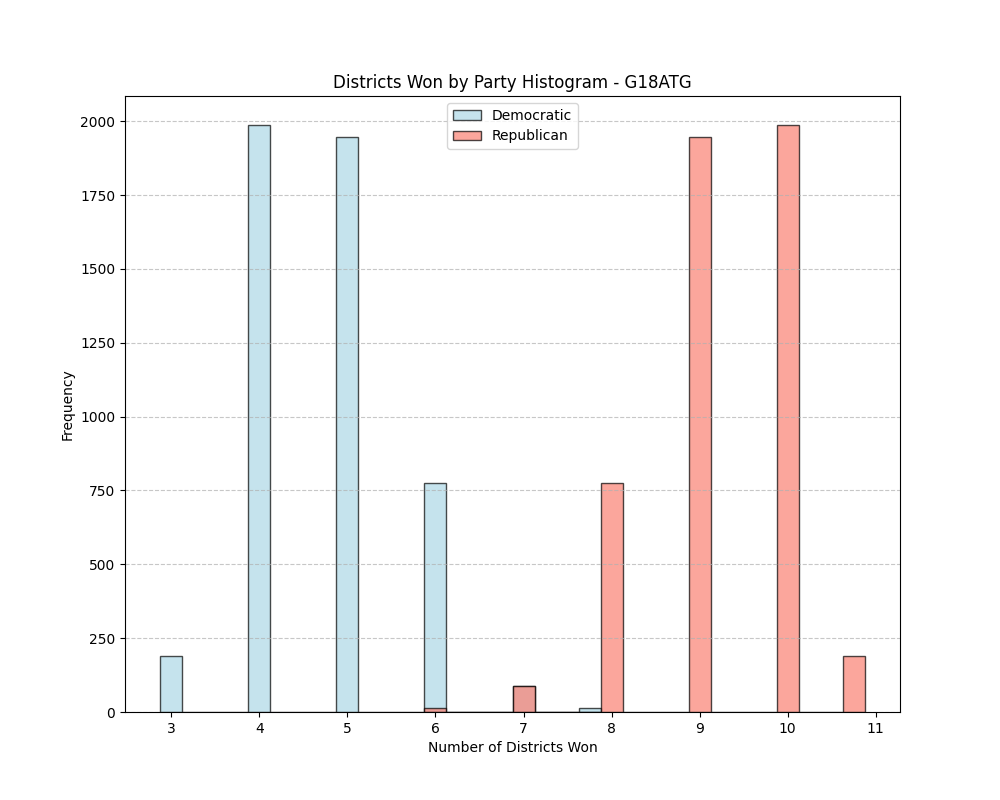 Districts Won by Party Histogram - G18ATG
Democratic
Republican
2000
1750
1500
1250
1000
750
500
250
0
Frequency
3 4 5 6 7 8 9 10 11
Number of Districts Won